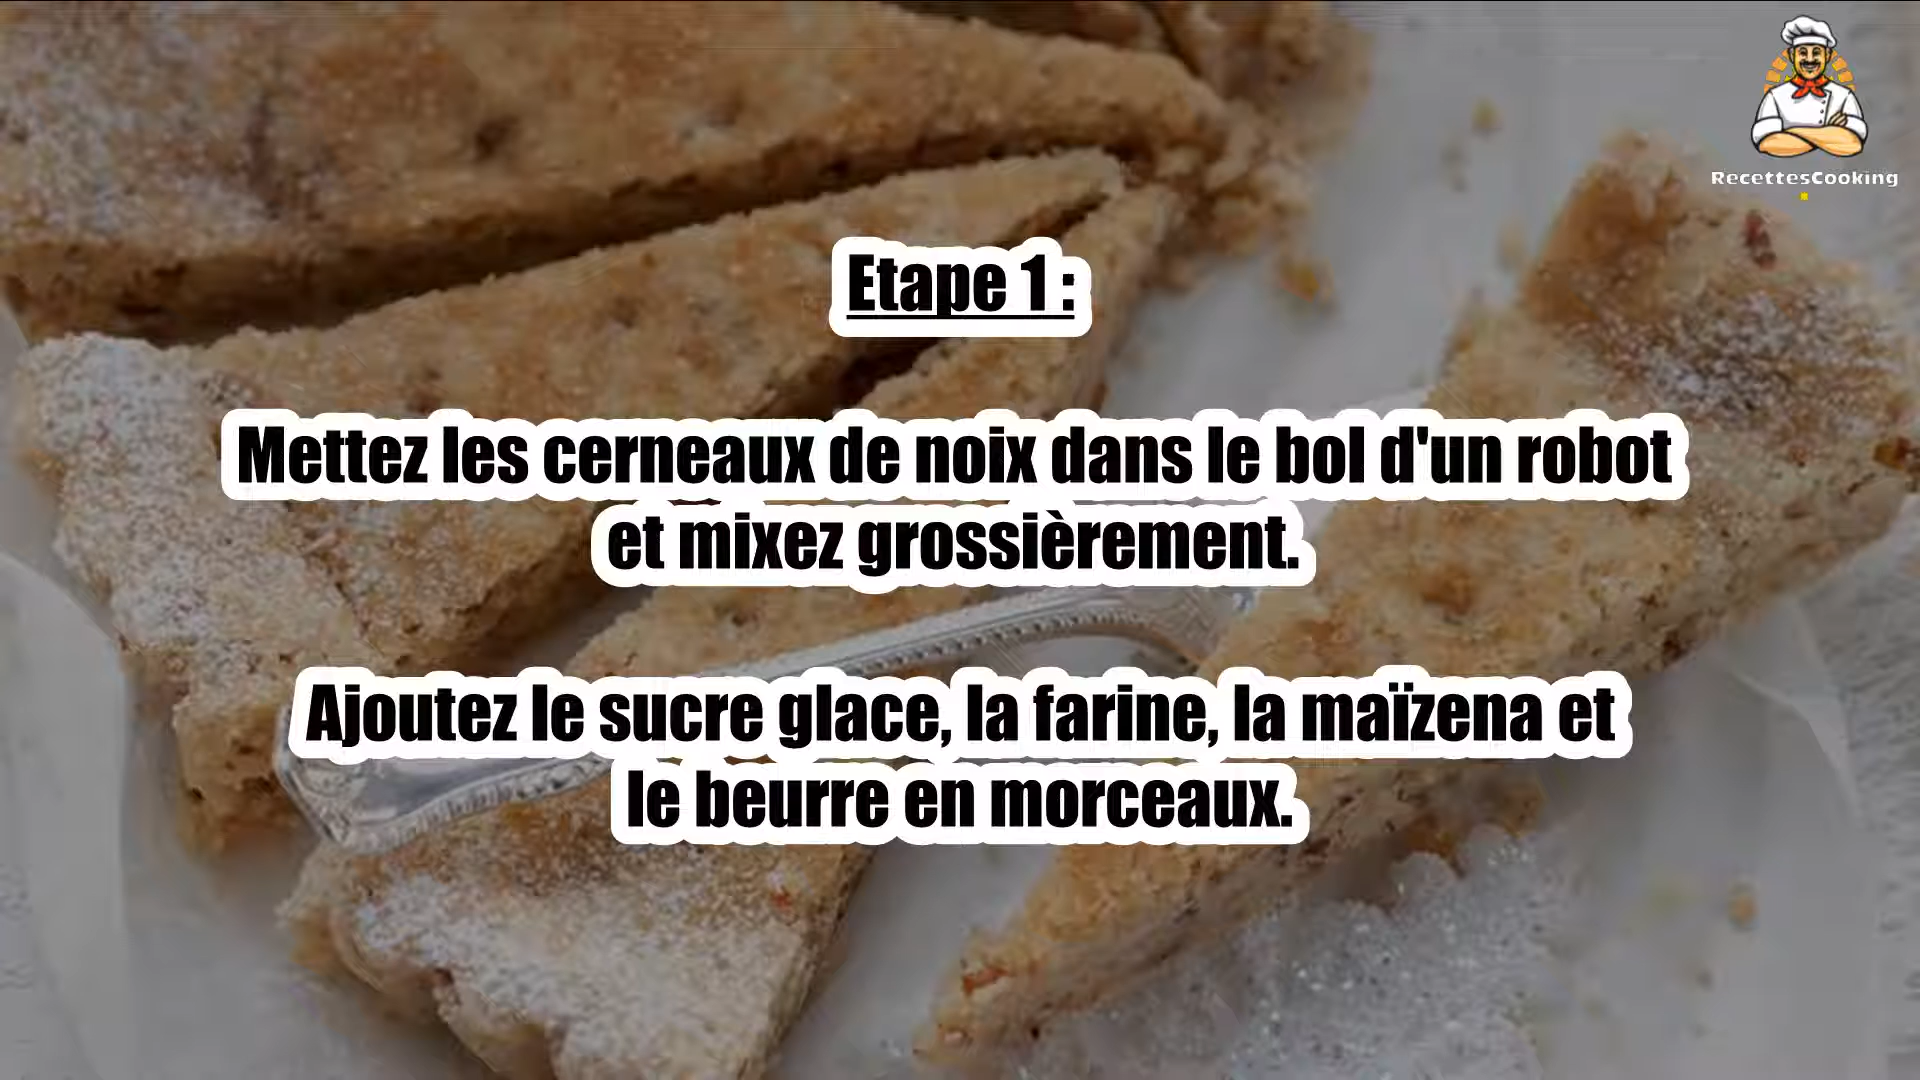 RecettesCooking
Etape 1 :
Mettez les cerneaux de noix dans le bol d'un robot
et mixez grossièrement.
Ajoutez le sucre glace, la farine, la maïzena et
le beurre en morceaux.